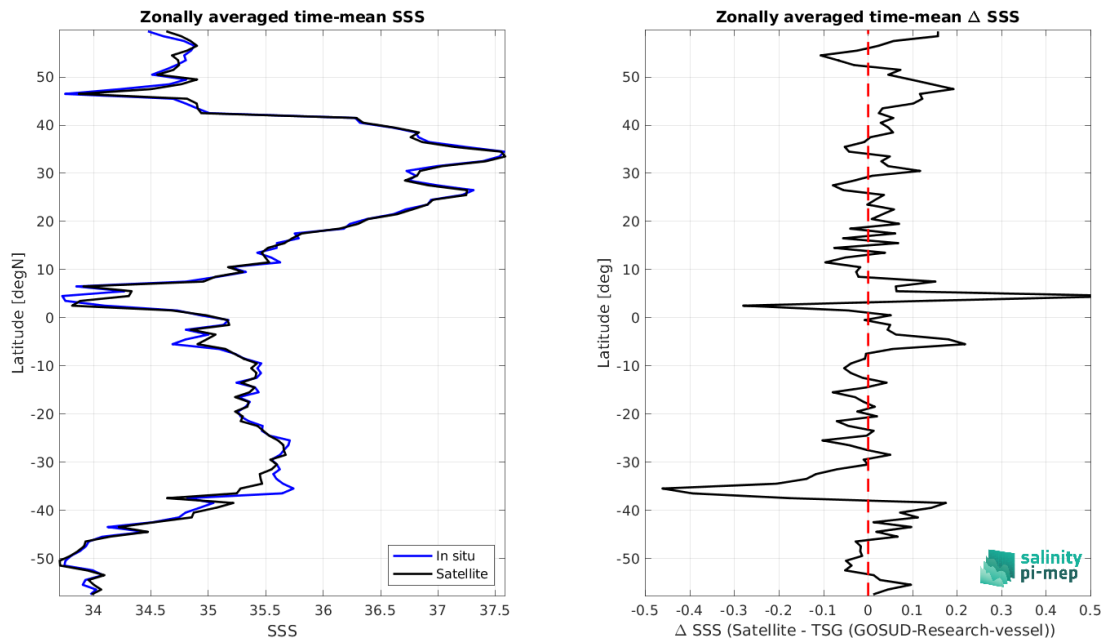 Zonally averaged time-mean SSS
50
40
30
20
10
0
-10
-20
-30
-40
-50
Latitude [degN]
34 34.5 35 35.5 36 36.5 37 37.5
SSS
In situ
Satellite
Zonally averaged time-mean Δ SSS
50
40
30
20
10
0
-10
-20
-30
-40
-50
Latitude [deg]
-0.5 -0.4 -0.3 -0.2 -0.1 0 0.1 0.2 0.3 0.4 0.5
Δ SSS (Satellite - TSG (GOSUD-Research-vessel))
salinity
pi-mep